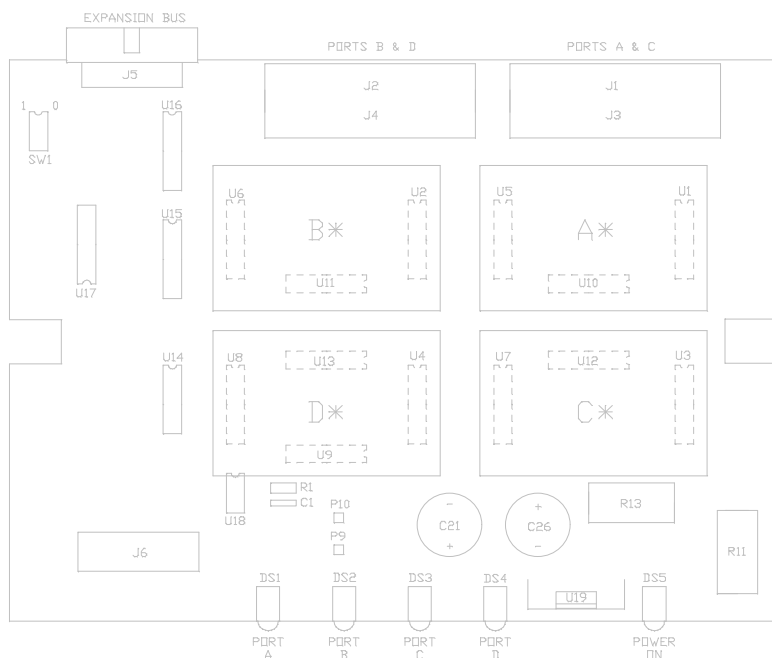 EXPANSION BUS
PORTS B & D
PORTS A & C
J5
J2
J1
1 0
U16
J4
J3
SW1
U6
U2
U5
U1
U15
B*
A*
U11
U10
U17
U14
U8
U13
U4
U7
U12
U3
D*
C*
U9
R1
C1
P10
R13
U18
-
+
C21
C26
P9
+
-
J6
R11
DS1
DS2
DS3
DS4
DS5
U19
PORT
A
PORT
B
PORT
C
PORT
D
POWER
ON